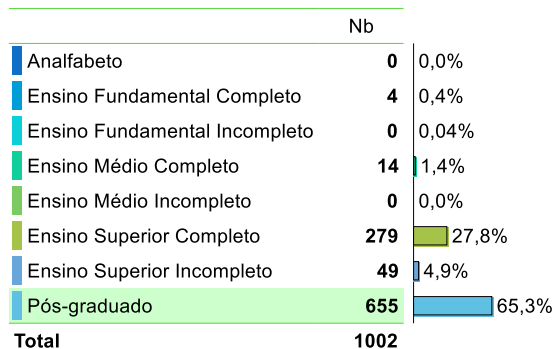 Nb
Analfabeto 0 0,0%
Ensino Fundamental Completo 4 0,4%
Ensino Fundamental Incompleto 0 0,04%
Ensino Médio Completo 14 1,4%
Ensino Médio Incompleto 0 0,0%
Ensino Superior Completo 279 27,8%
Ensino Superior Incompleto 49 4,9%
Pós-graduado 655 65,3%
Total 1002